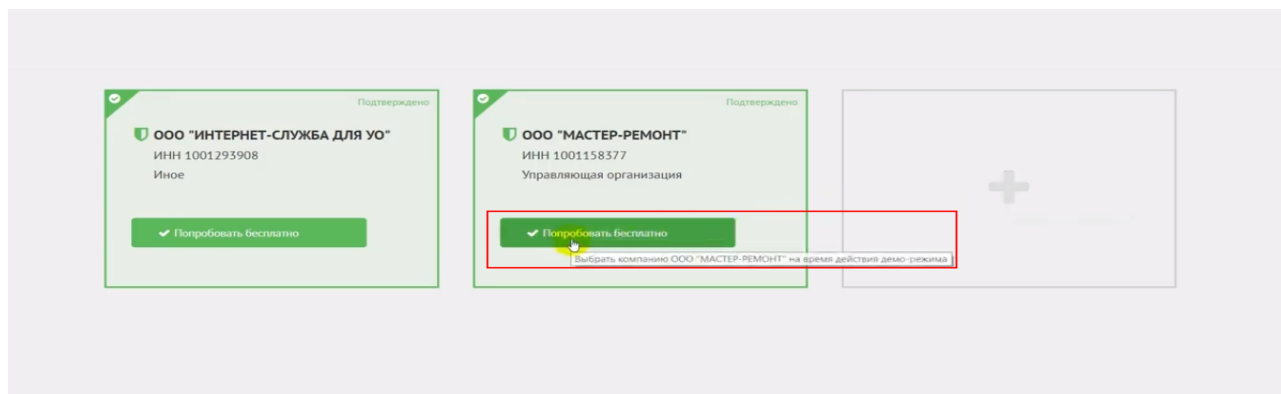 Подтверждено
ООО "ИНТЕРНЕТ-СЛУЖБА ДЛЯ УО"
ИНН 1001293908
Иное
Попробовать бесплатно
Подтверждено
ООО "МАСТЕР-РЕМОНТ"
ИНН 1001158377
Управляющая организация
Попробовать бесплатно
Выбрать компанию ООО "МАСТЕР-РЕМОНТ" на время действия демо-режима